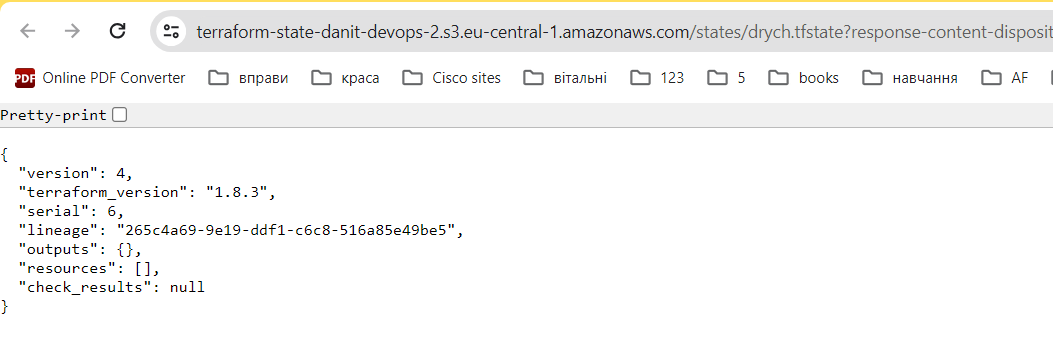 terraform-state-danit-devops-2.s3.eu-central-1.amazonaws.com/states/drych.tfstate?response-content-disposit
PDF Online PDF Converter вправи краса Cisco sites вітальні 123 5 books навчання AF
Pretty-print
{
  "version": 4,
  "terraform_version": "1.8.3",
  "serial": 6,
  "lineage": "265c4a69-9e19-ddf1-c6c8-516a85e49be5",
  "outputs": {},
  "resources": [],
  "check_results": null
}